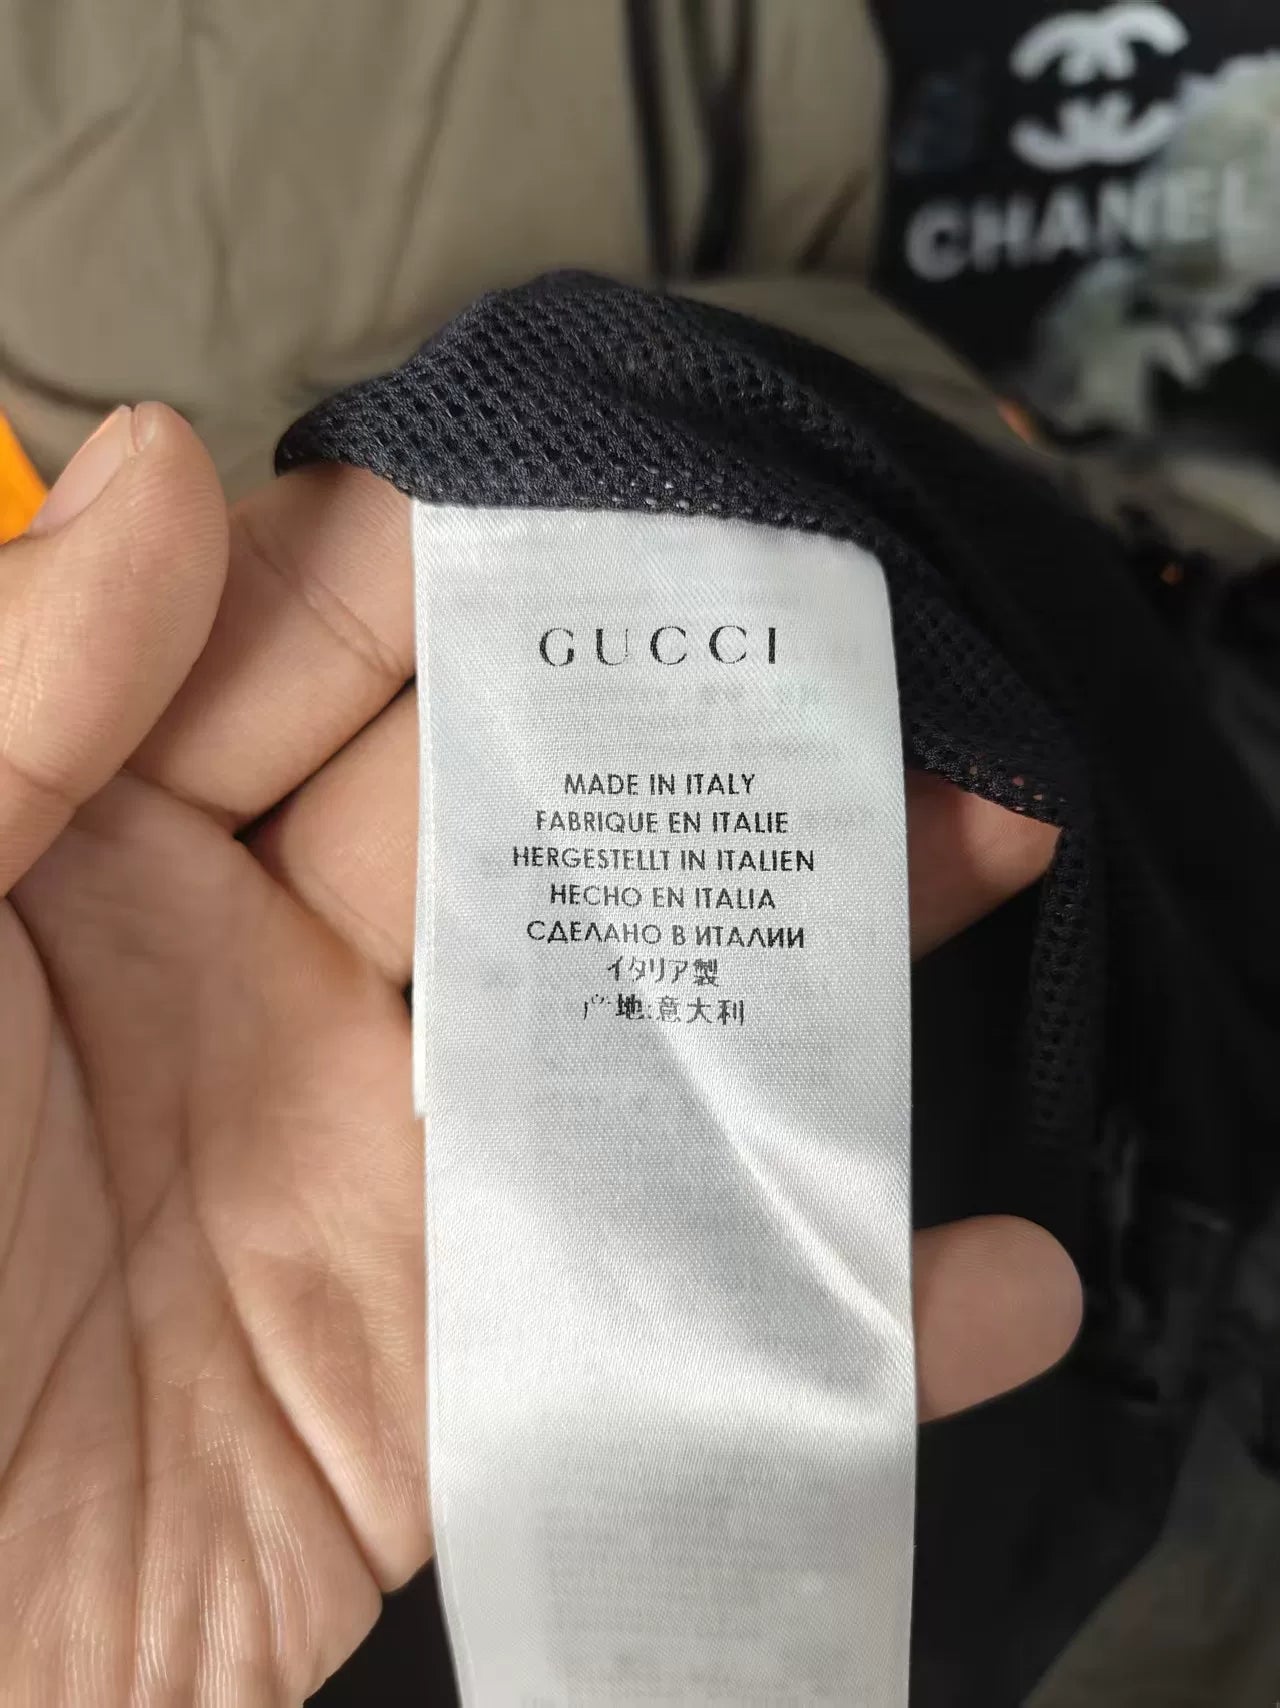 CHANEL
GUCCI
MADE IN ITALY
FABRIQUE EN ITALIE
HERGESTELLT IN ITALIEN
HECHO EN ITALIA
СДЕЛАНО В ИТАЛИИ
イタリア製
产地:意大利